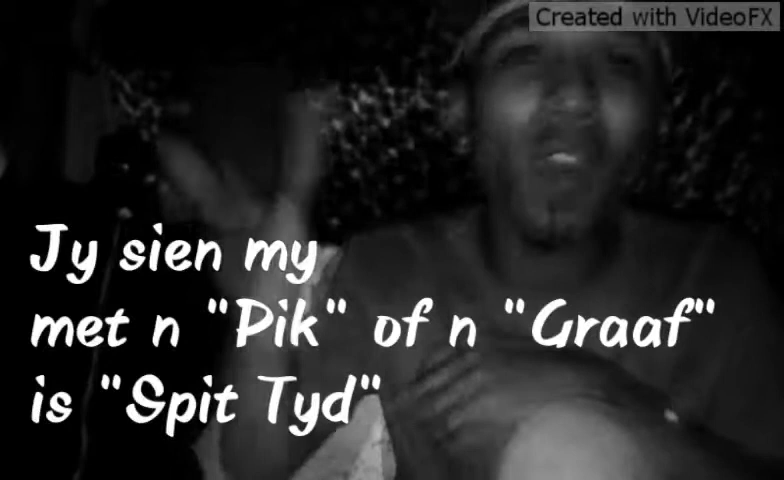 Created with VideoFX
Jy sien my
met n "Pik" of n "Graaf"
is "Spit Tyd"